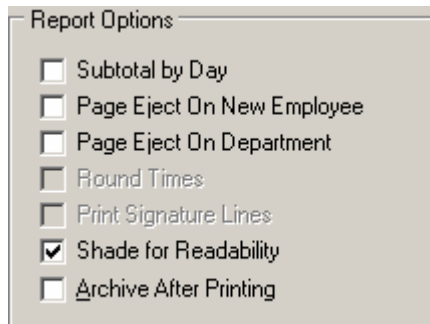 Report Options
Subtotal by Day
Page Eject On New Employee
Page Eject On Department
Round Times
Print Signature Lines
Shade for Readability
Archive After Printing